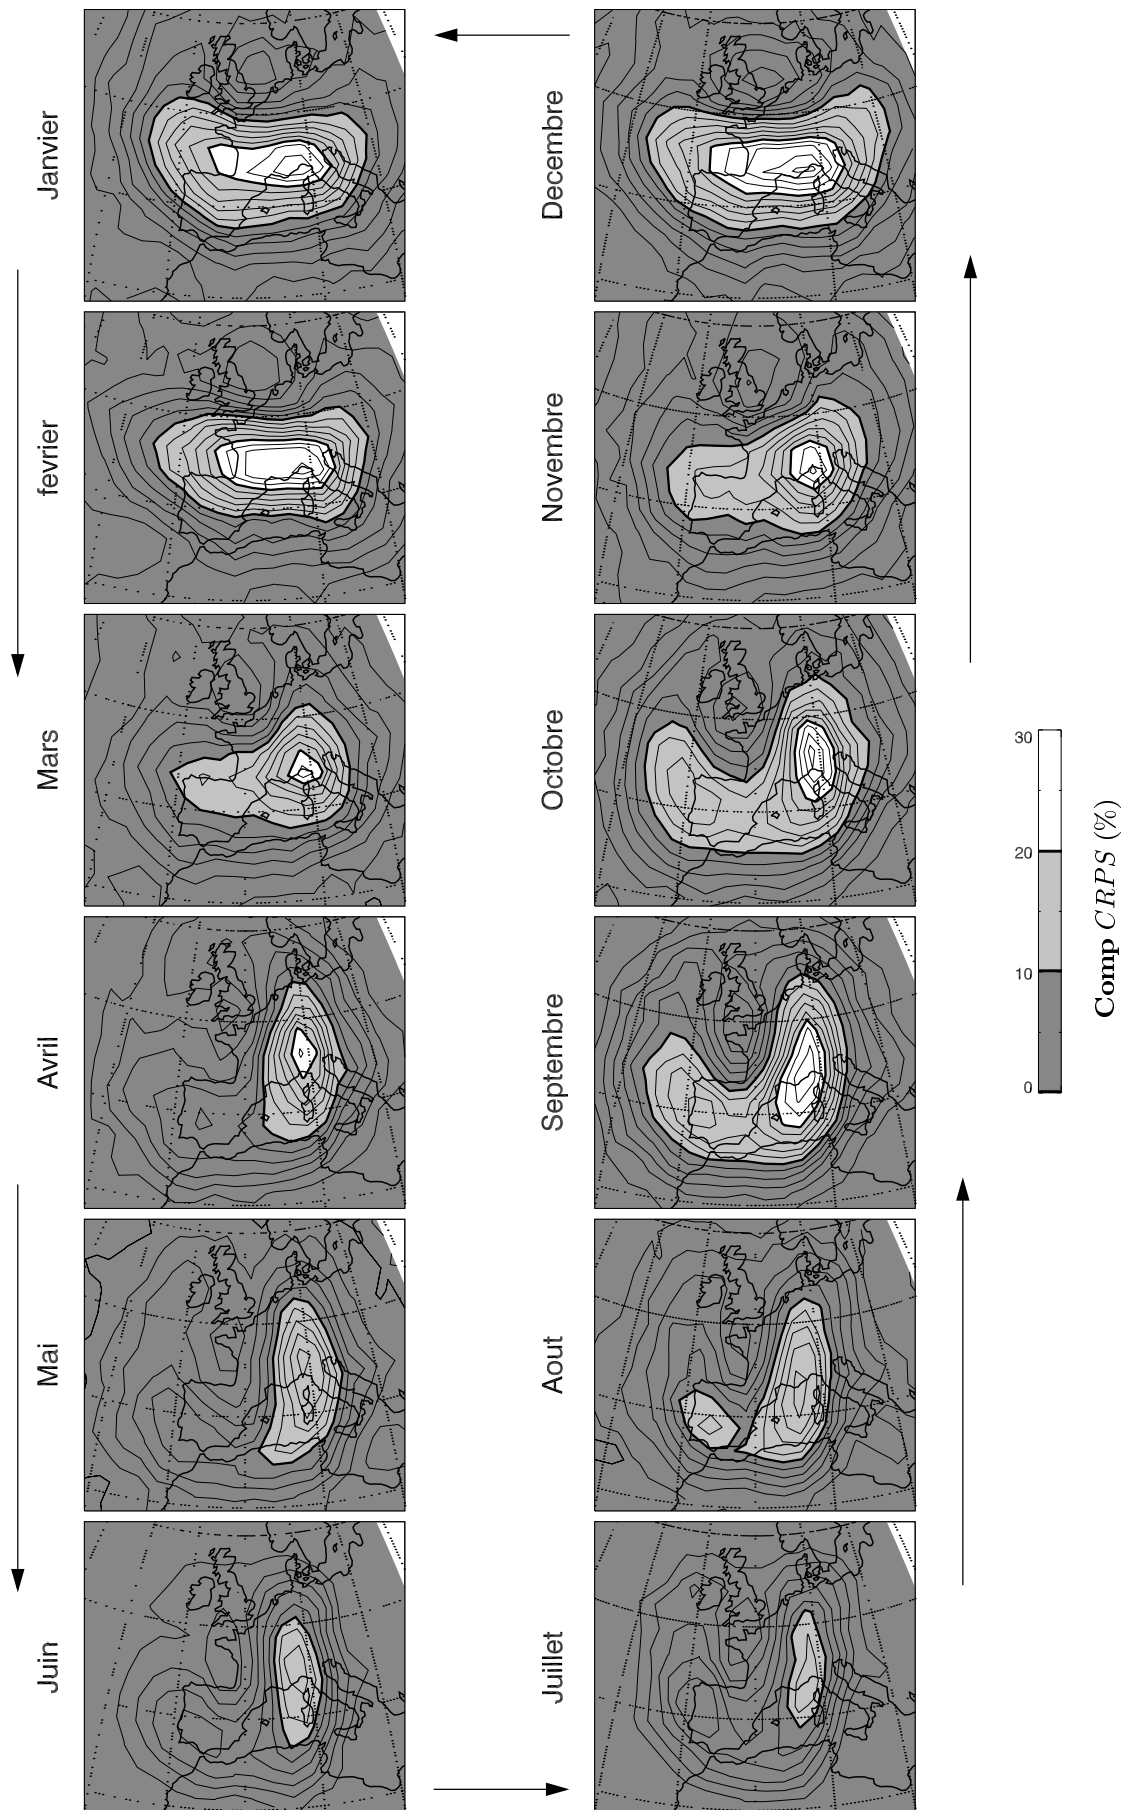 Janvier
fevrier
Mars
Avril
Mai
Juin
Juillet
Aout
Septembre
Octobre
Novembre
Decembre
30
20
10
0
Comp CRPS (%)